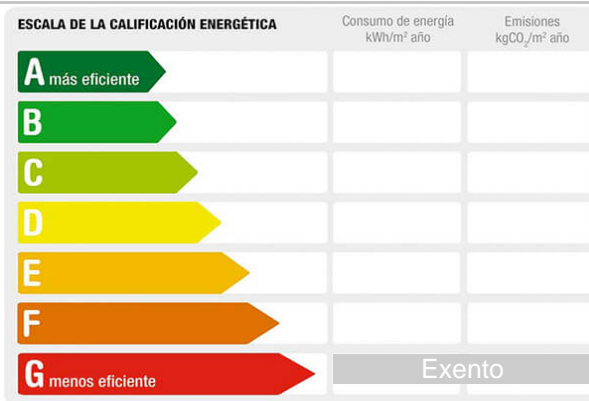 ESCALA DE LA CALIFICACIÓN ENERGÉTICA
Consumo de energía
kWh/m² año
Emisiones
kgCO₂/m² año
A más eficiente
B
C
D
E
F
G menos eficiente
Exento